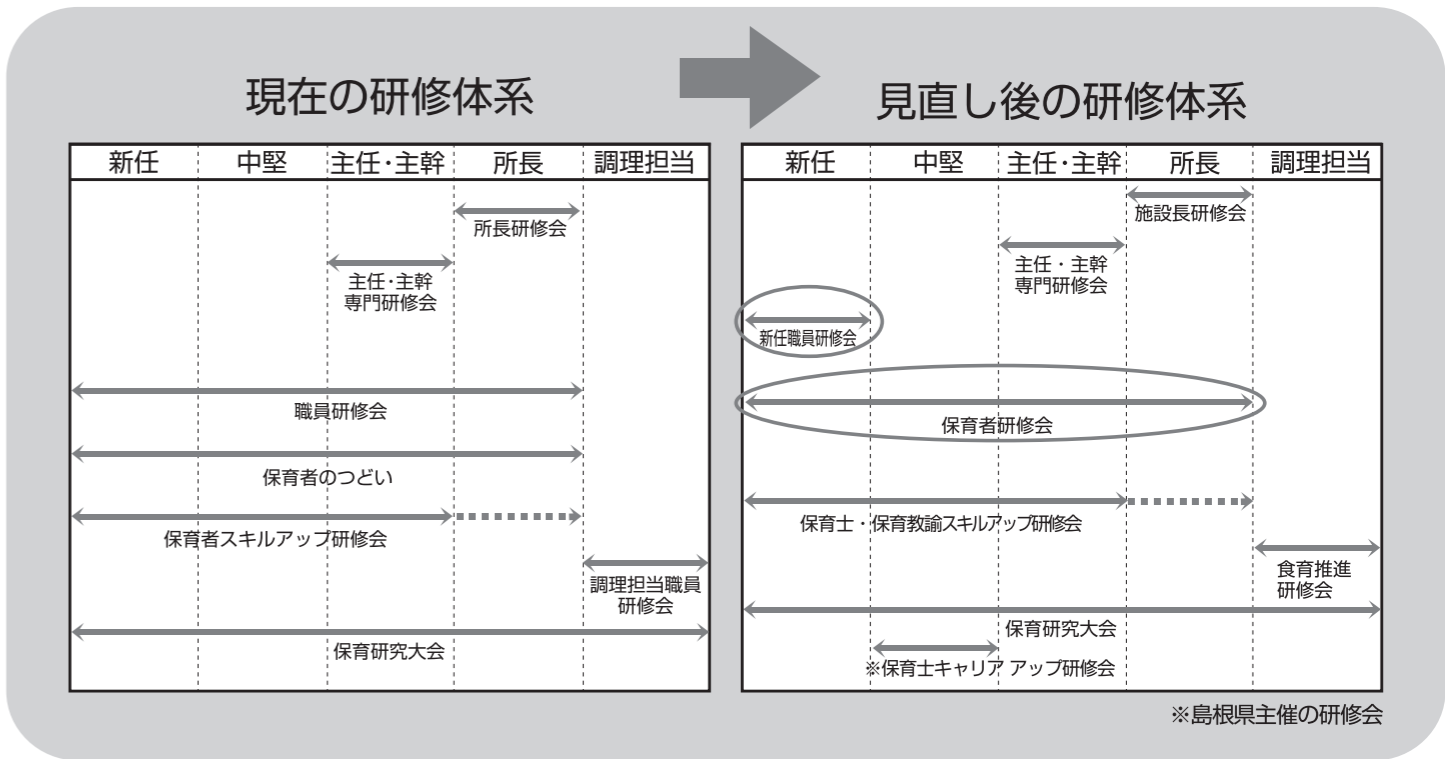 現在の研修体系
新任
中堅
主任・主幹
所長
調理担当
所長研修会
主任・主幹
専門研修会
職員研修会
保育者のつどい
保育者スキルアップ研修会
調理担当職員
研修会
保育研究大会
見直し後の研修体系
新任
中堅
主任・主幹
所長
調理担当
施設長研修会
主任・主幹
専門研修会
新任職員研修会
保育者研修会
保育士・保育教諭スキルアップ研修会
食育推進
研修会
保育研究大会
※保育士キャリア アップ研修会
※島根県主催の研修会